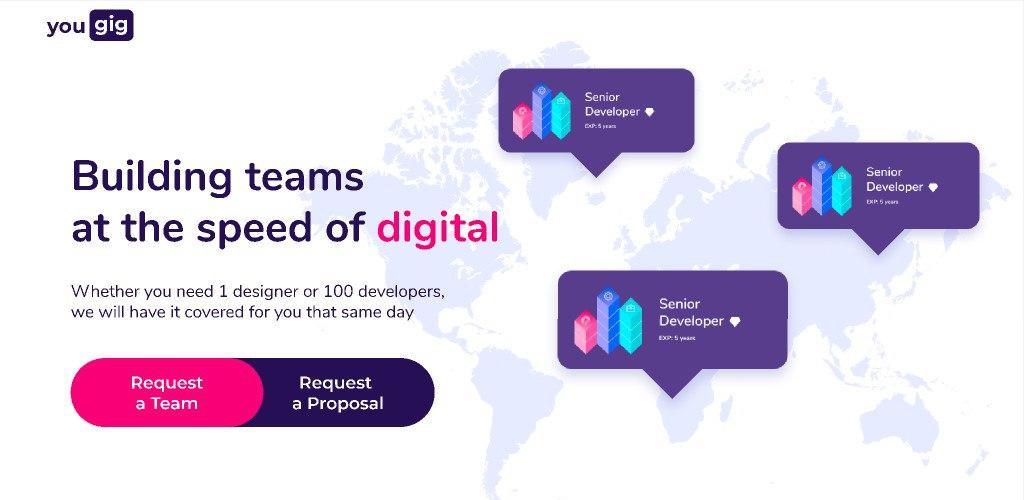 you gig
Senior
Developer
EXP: 5 years
Senior
Developer
EXP: 5 years
Building teams
at the speed of digital
Whether you need 1 designer or 100 developers,
we will have it covered for you that same day
Senior
Developer
EXP: 5 years
Request
a Team
Request
a Proposal